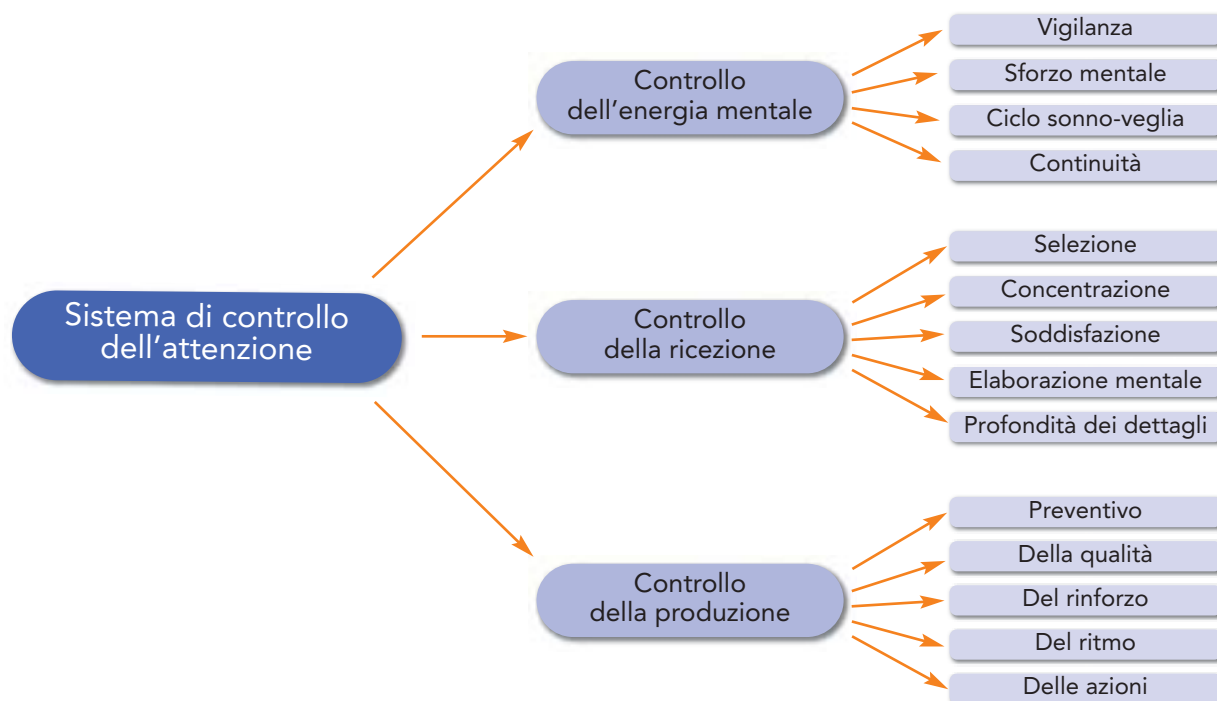 Sistema di controllo
dell'attenzione
Controllo
dell'energia mentale
Vigilanza
Sforzo mentale
Ciclo sonno-veglia
Continuità
Controllo
della ricezione
Selezione
Concentrazione
Soddisfazione
Elaborazione mentale
Profondità dei dettagli
Controllo
della produzione
Preventivo
Della qualità
Del rinforzo
Del ritmo
Delle azioni